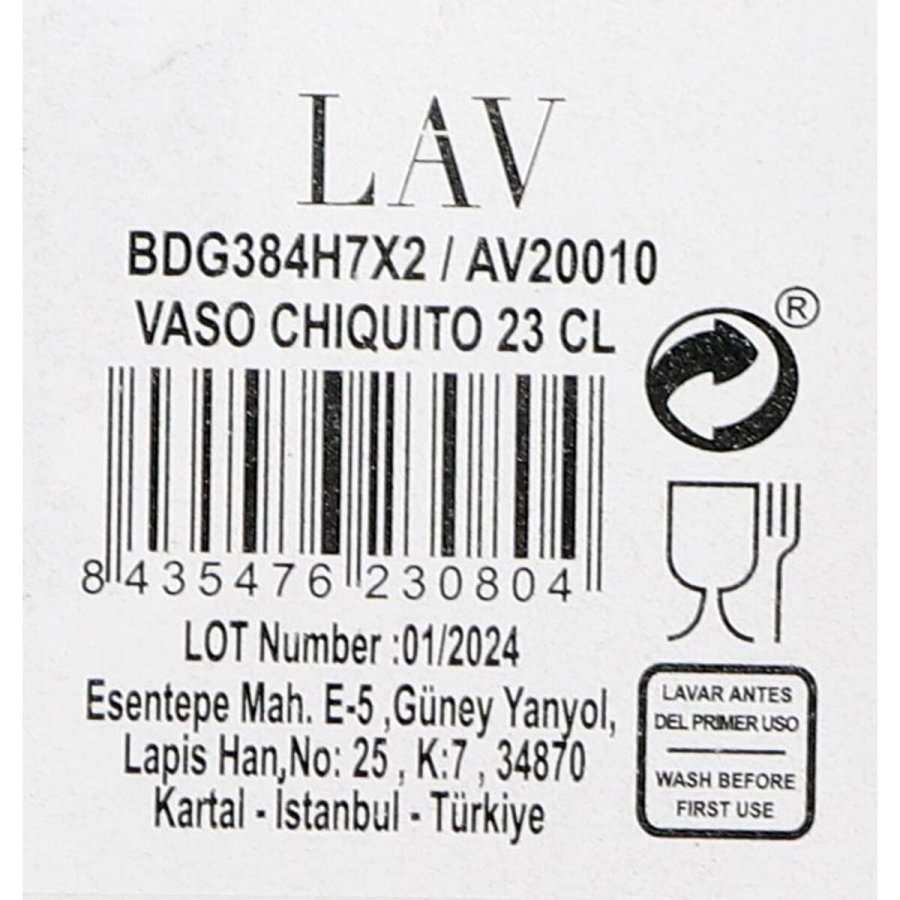 LAV
BDG384H7X2 / AV20010
VASO CHIQUITO 23 CL
®
8 435476 230804
LOT Number :01/2024
Esentepe Mah. E-5 ,Güney Yanyol,
Lapis Han,No: 25 , K:7 , 34870
Kartal - İstanbul - Türkiye
LAVAR ANTES
DEL PRIMER USO
WASH BEFORE
FIRST USE